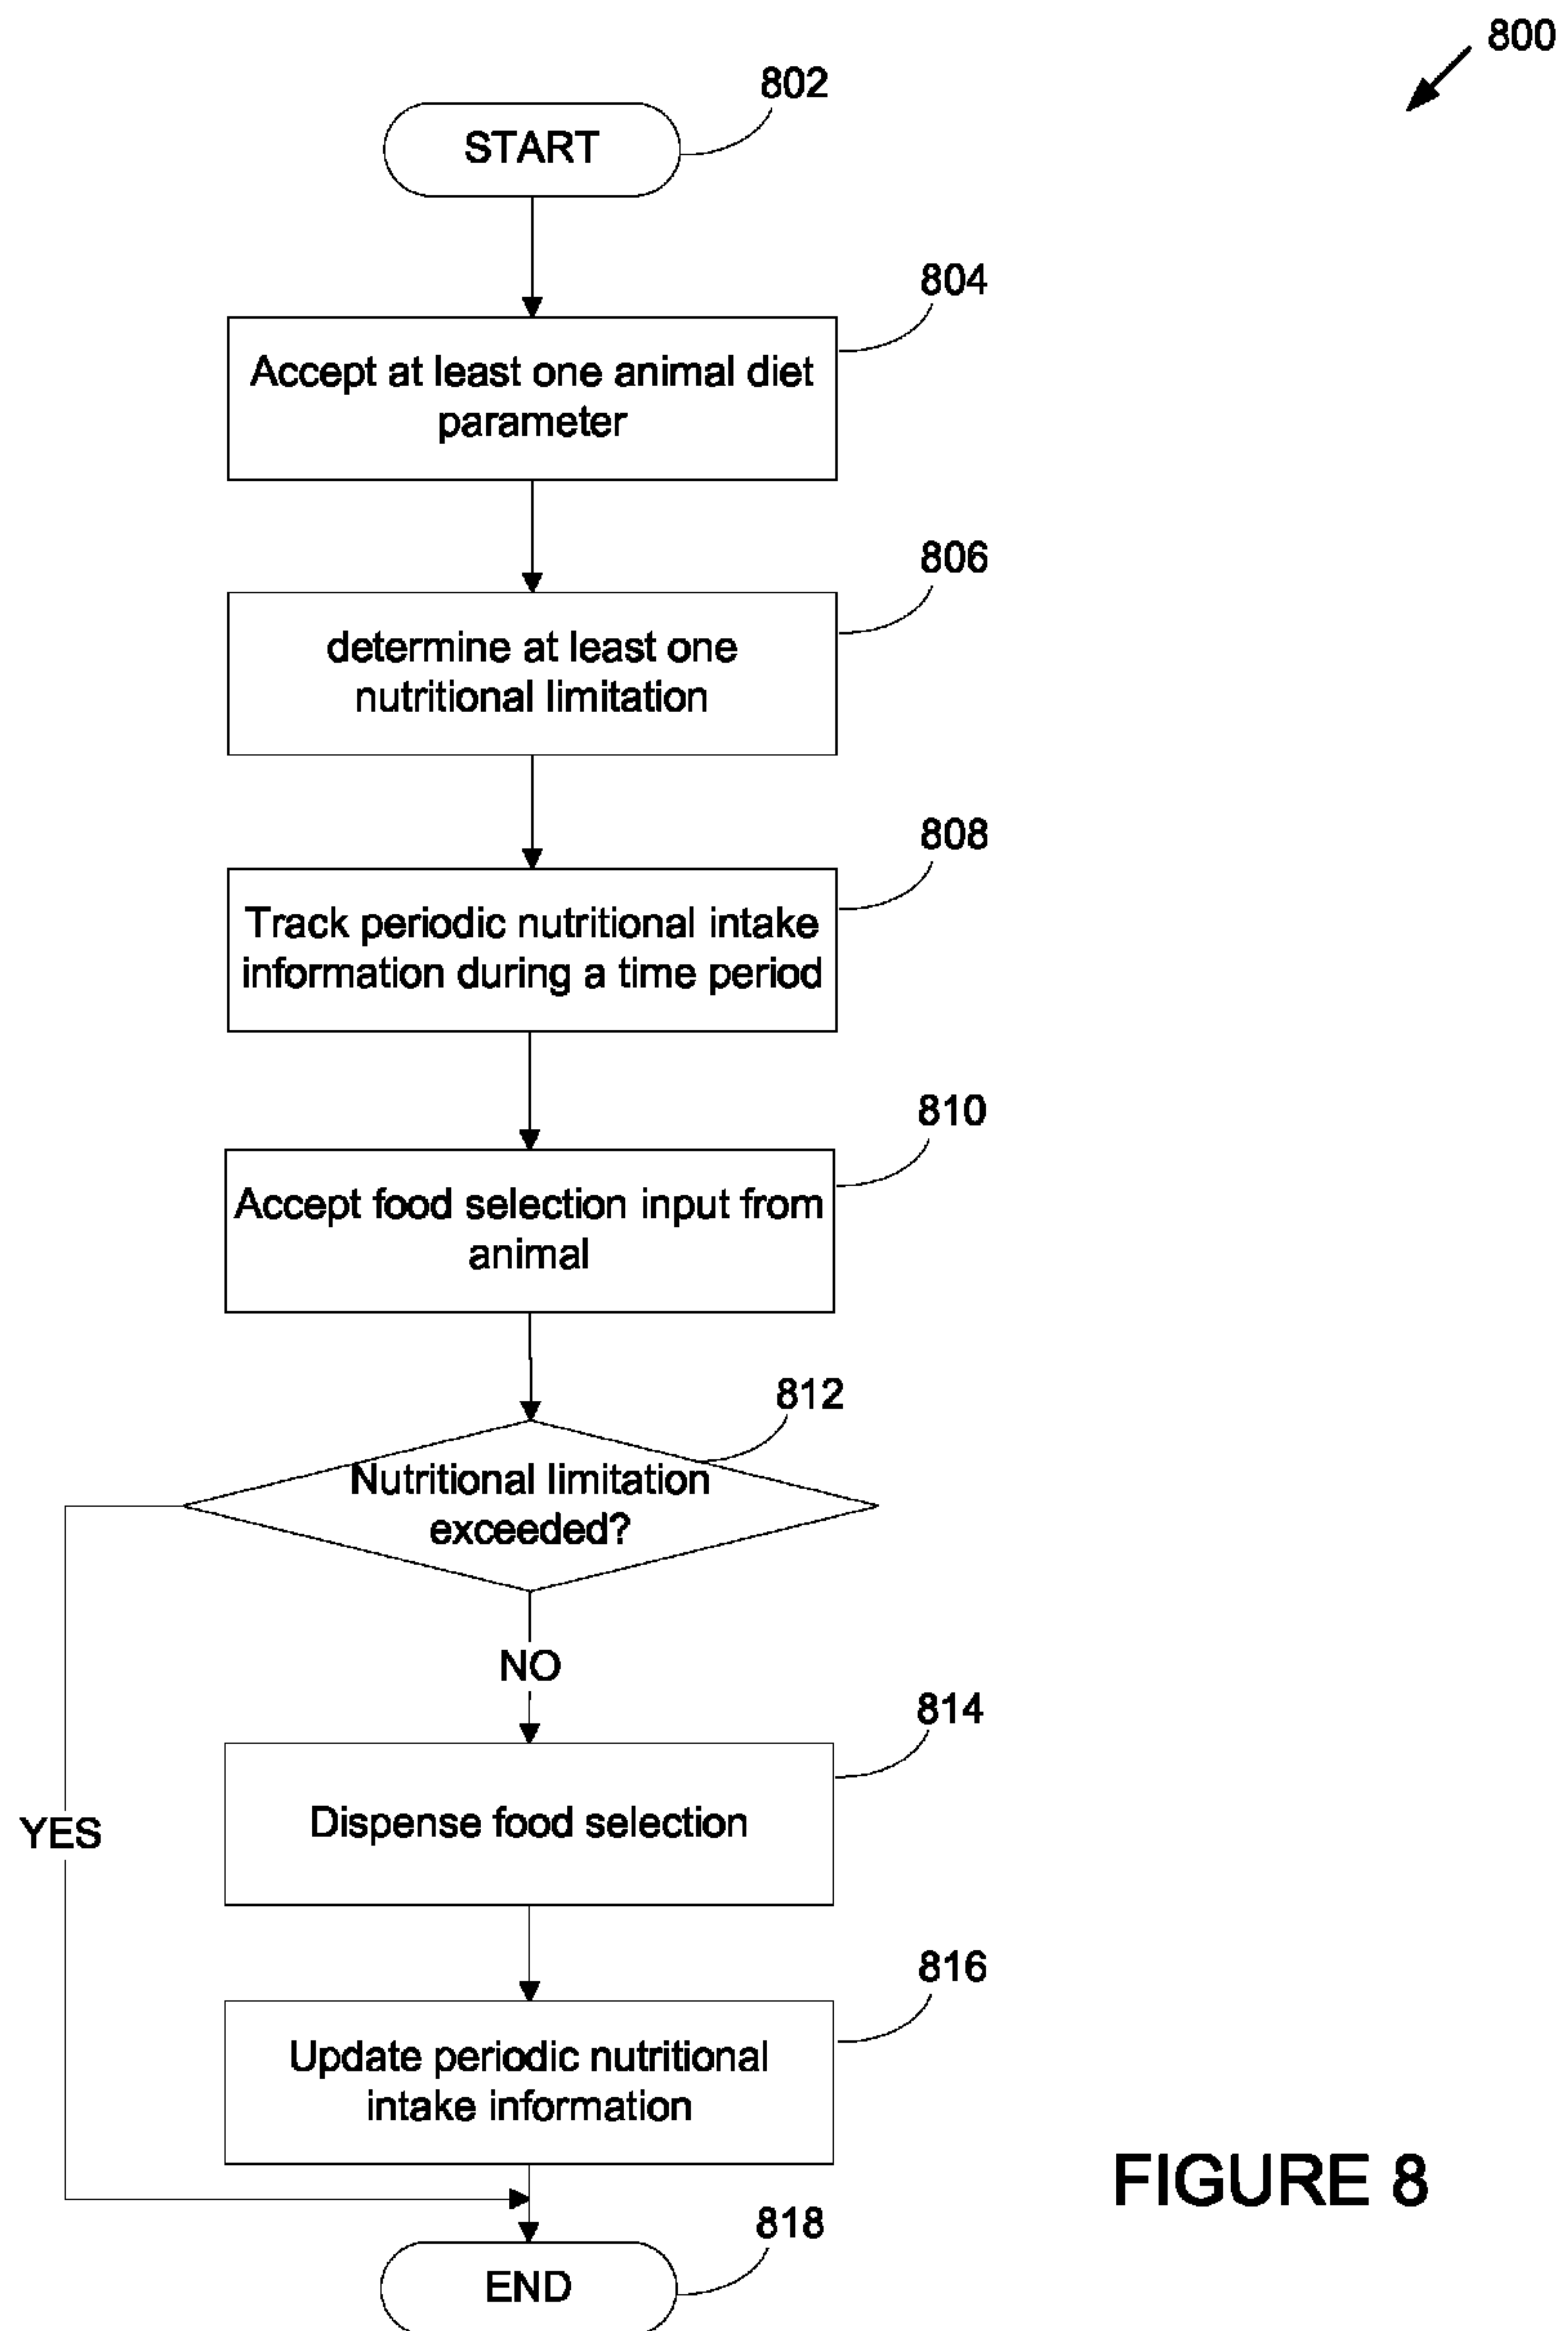 800
802
START
804
Accept at least one animal diet
parameter
806
determine at least one
nutritional limitation
808
Track periodic nutritional intake
information during a time period
810
Accept food selection input from
animal
812
Nutritional limitation
exceeded?
NO
814
Dispense food selection
YES
816
Update periodic nutritional
intake information
FIGURE 8
818
END